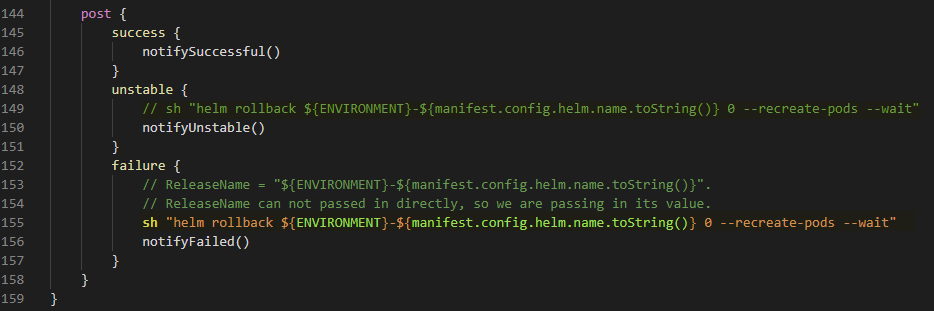 144 post {
145 success {
146 notifySuccessful()
147 }
148 unstable {
149 // sh "helm rollback ${ENVIRONMENT}-${manifest.config.helm.name.toString()} 0 --recreate-pods --wait"
150 notifyUnstable()
151 }
152 failure {
153 // ReleaseName = "${ENVIRONMENT}-${manifest.config.helm.name.toString()}".
154 // ReleaseName can not passed in directly, so we are passing in its value.
155 sh "helm rollback ${ENVIRONMENT}-${manifest.config.helm.name.toString()} 0 --recreate-pods --wait"
156 notifyFailed()
157 }
158 }
159 }